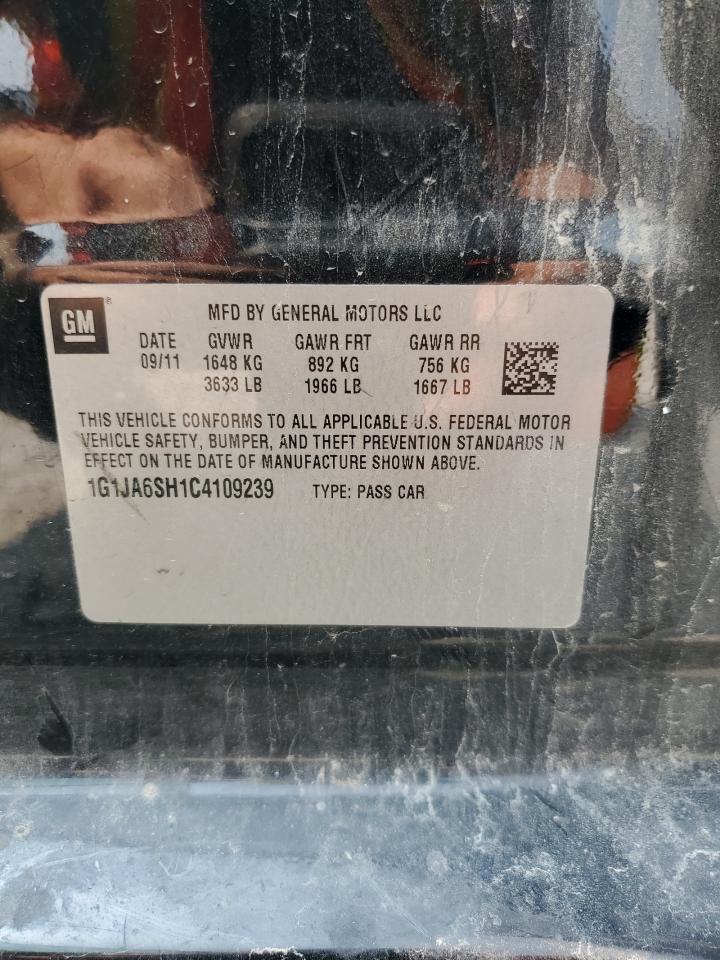 GM®
MFD BY GENERAL MOTORS LLC
DATE GVWR GAWR FRT GAWR RR
09/11 1648 KG 892 KG 756 KG
3633 LB 1966 LB 1667 LB
THIS VEHICLE CONFORMS TO ALL APPLICABLE U.S. FEDERAL MOTOR
VEHICLE SAFETY, BUMPER, AND THEFT PREVENTION STANDARDS IN
EFFECT ON THE DATE OF MANUFACTURE SHOWN ABOVE.
1G1JA6SH1C4109239 TYPE: PASS CAR